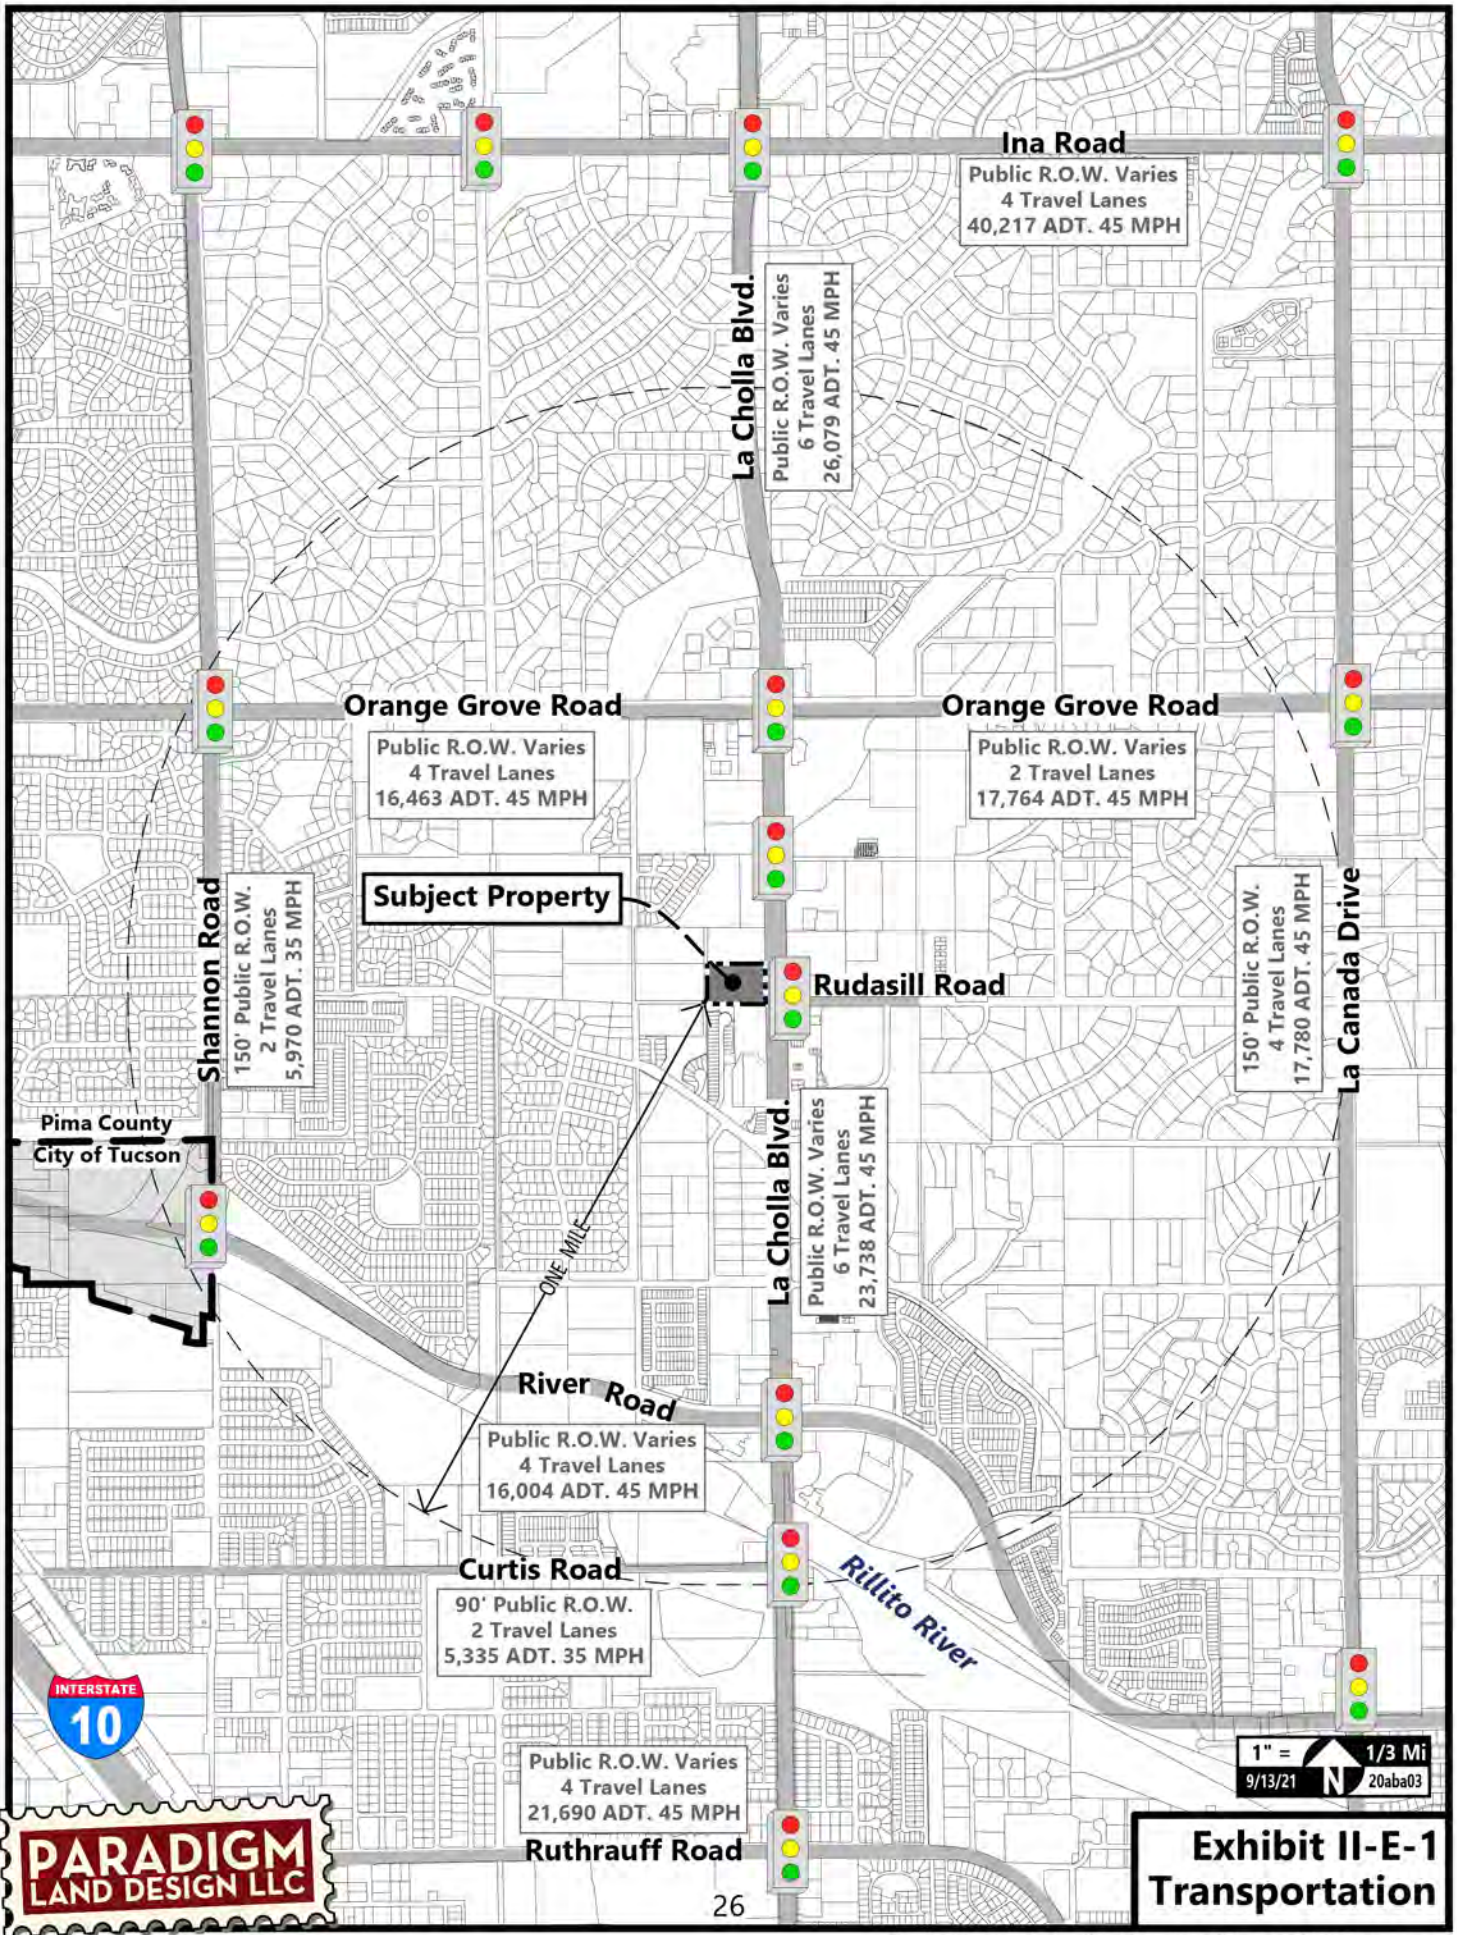 Ina Road
Public R.O.W. Varies
4 Travel Lanes
40,217 ADT. 45 MPH
La Cholla Blvd.
Public R.O.W. Varies
6 Travel Lanes
26,079 ADT. 45 MPH
Orange Grove Road
Public R.O.W. Varies
4 Travel Lanes
16,463 ADT. 45 MPH
Orange Grove Road
Public R.O.W. Varies
2 Travel Lanes
17,764 ADT. 45 MPH
Subject Property
Shannon Road
150' Public R.O.W.
2 Travel Lanes
5,970 ADT. 35 MPH
Rudasill Road
150' Public R.O.W.
4 Travel Lanes
17,780 ADT. 45 MPH
La Canada Drive
Pima County
City of Tucson
La Cholla Blvd.
Public R.O.W. Varies
6 Travel Lanes
23,738 ADT. 45 MPH
ONE MILE
River Road
Public R.O.W. Varies
4 Travel Lanes
16,004 ADT. 45 MPH
Curtis Road
90' Public R.O.W.
2 Travel Lanes
5,335 ADT. 35 MPH
Rillito River
INTERSTATE
10
Public R.O.W. Varies
4 Travel Lanes
21,690 ADT. 45 MPH
Ruthrauff Road
1" = 1/3 Mi
9/13/21 N 20aba03
PARADIGM
LAND DESIGN LLC
26
Exhibit II-E-1
Transportation